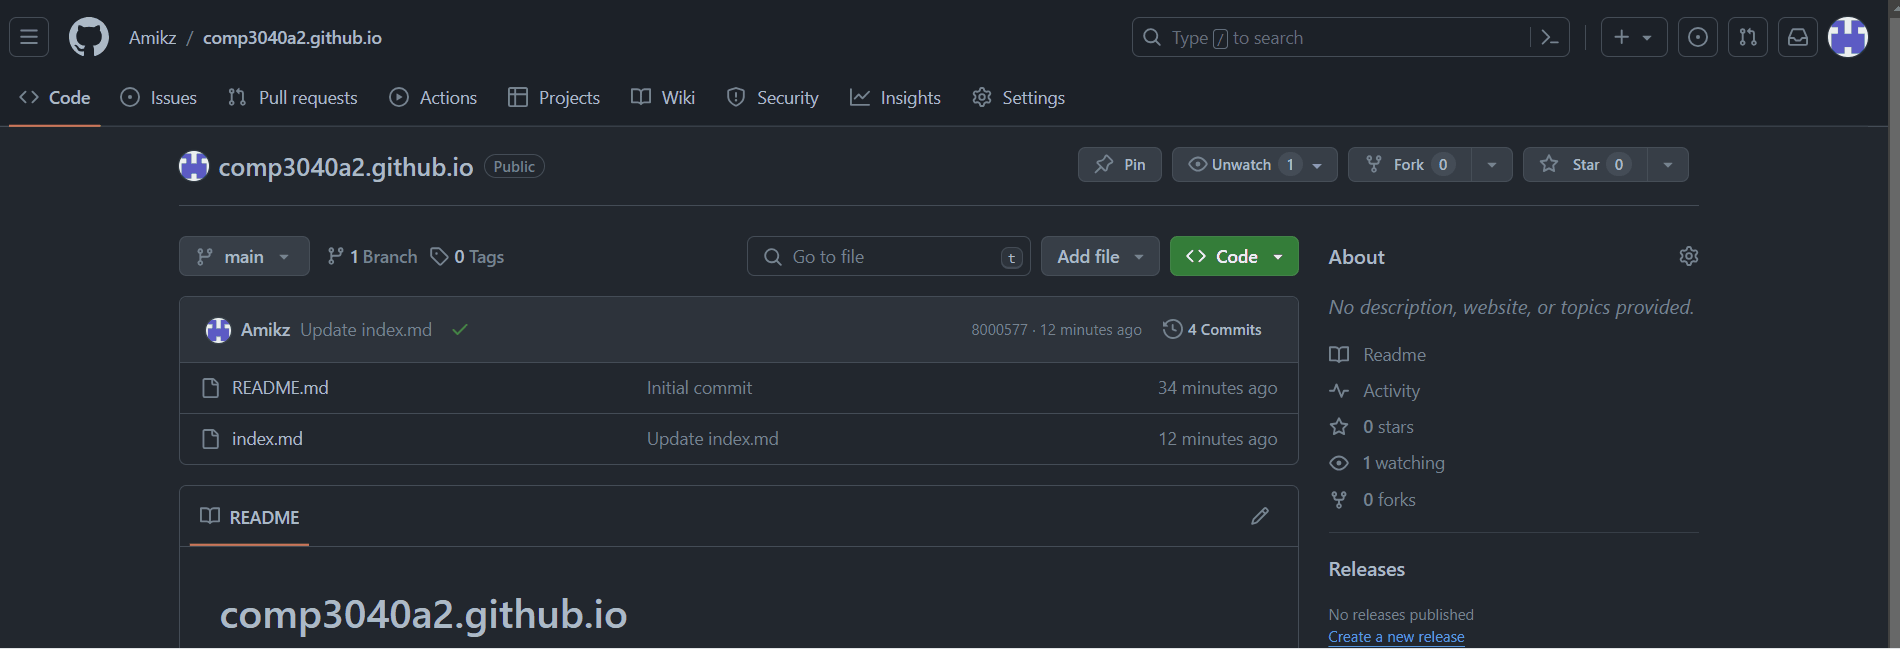 Amikz / comp3040a2.github.io
Type / to search
Code Issues Pull requests Actions Projects Wiki Security Insights Settings
comp3040a2.github.io Public
Pin Unwatch 1 Fork 0 Star 0
main 1 Branch 0 Tags
Go to file t Add file Code
Amikz Update index.md 8000577 · 12 minutes ago 4 Commits
README.md Initial commit 34 minutes ago
index.md Update index.md 12 minutes ago
README
comp3040a2.github.io
About
No description, website, or topics provided.
Readme
Activity
0 stars
1 watching
0 forks
Releases
No releases published
Create a new release